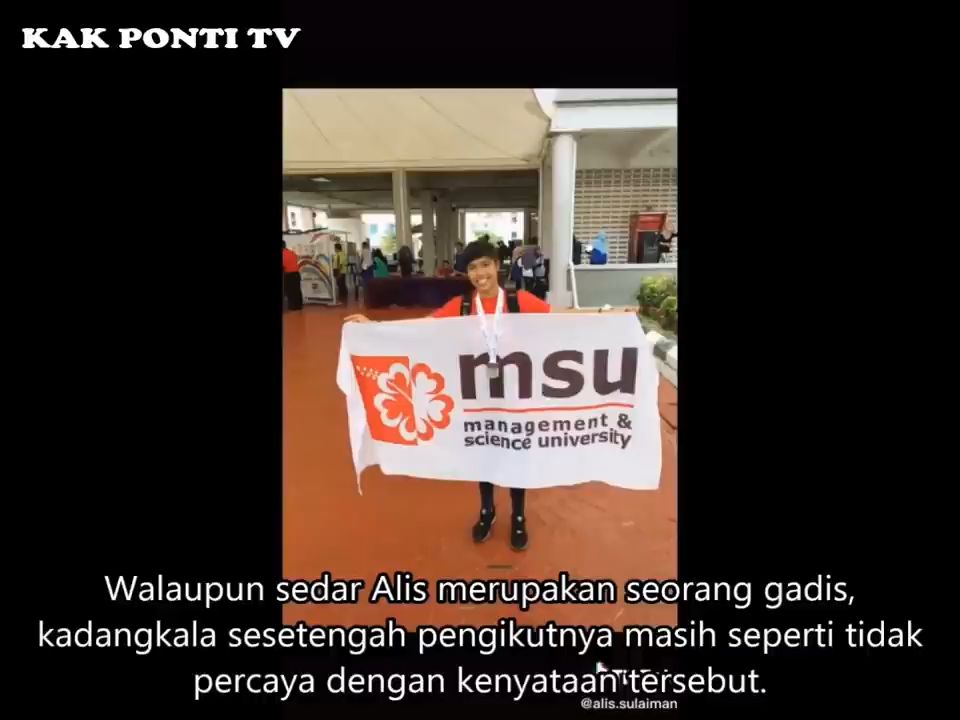 KAK PONTI TV
msu
management &
science university
Walaupun sedar Alis merupakan seorang gadis,
kadangkala sesetengah pengikutnya masih seperti tidak
percaya dengan kenyataan tersebut.
@alis.sulaiman